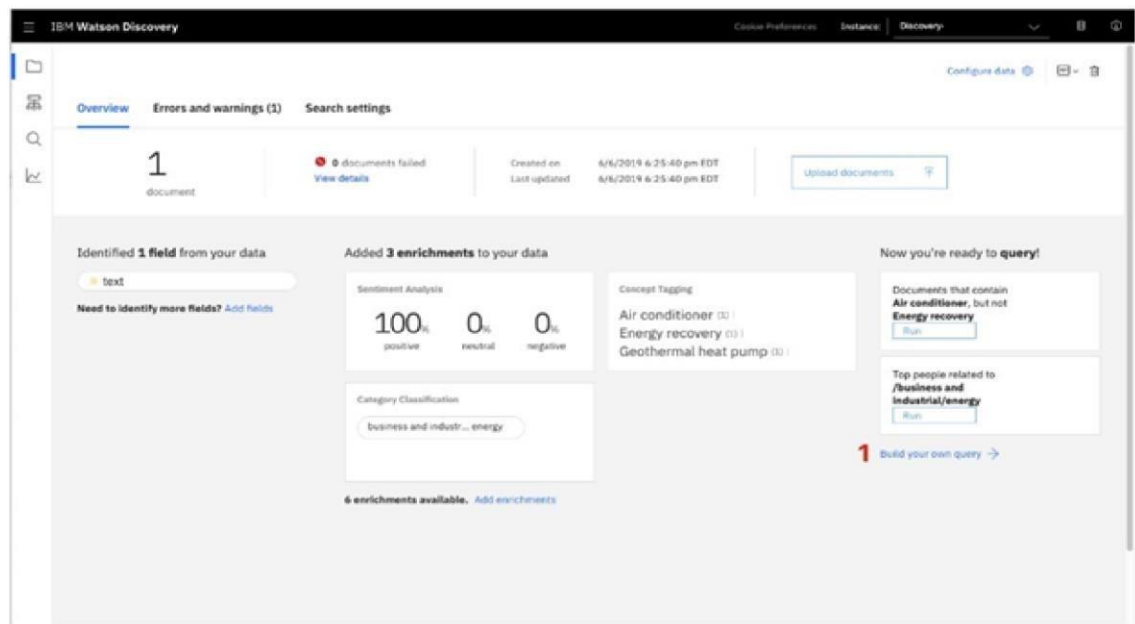 IBM Watson Discovery
Cookie Preferences
Instance:
Discovery
Configure data
Overview
Errors and warnings (1)
Search settings
1
document
0 documents failed
View details
Created on 6/6/2019 6:25:40 pm EDT
Last updated 6/6/2019 6:25:40 pm EDT
Upload documents
Identified 1 field from your data
text
Need to identify more fields? Add fields
Added 3 enrichments to your data
Sentiment Analysis
100% 0% 0%
positive neutral negative
Concept Tagging
Air conditioner (1)
Energy recovery (1)
Geothermal heat pump (1)
Category Classification
business and industr... energy
6 enrichments available. Add enrichments
Now you're ready to query!
Documents that contain
Air conditioner, but not
Energy recovery
Run
Top people related to
/business and
industrial/energy
Run
1 Build your own query →